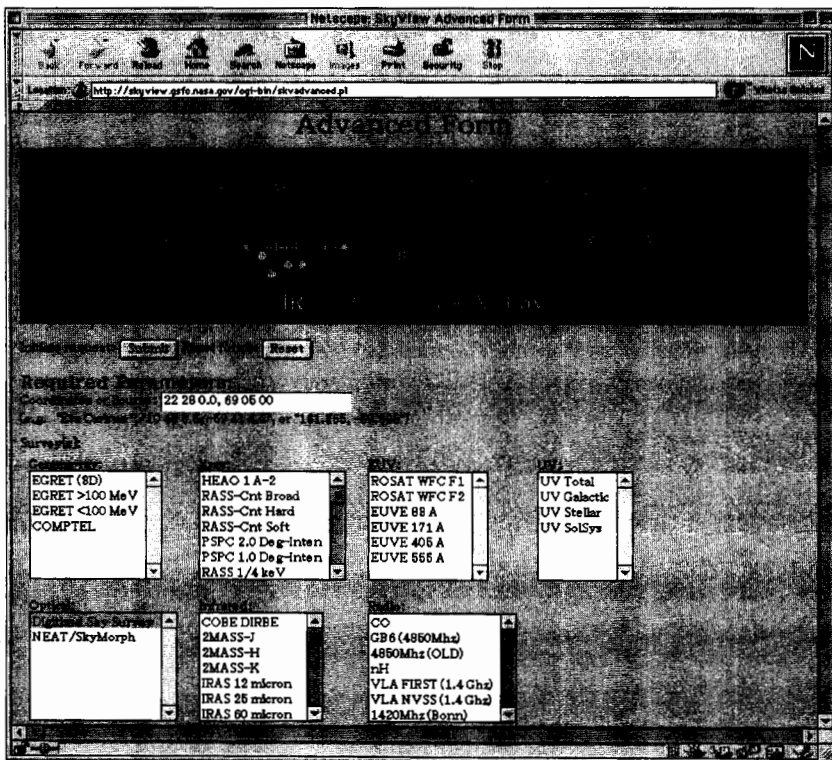 Netscape: SkyView Advanced Form
Back Forward Reload Home Search Netscape Images Print Security Stop
N
Location: http://skyview.gsfc.nasa.gov/cgi-bin/skvadvanced.pl
Advanced Form
Submit Reset
Required Parameters
Coordinates or Source: 22 28 0.0, 69 05 00
Survey(s):
EGRET (3D)
EGRET >100 MeV
EGRET <100 MeV
COMPTEL
HEAO 1 A-2
RASS-Cnt Broad
RASS-Cnt Hard
RASS-Cnt Soft
PSPC 2.0 Deg-Inten
PSPC 1.0 Deg-Inten
RASS 1/4 keV
EUV:
ROSAT WFC F1
ROSAT WFC F2
EUVE 83 A
EUVE 171 A
EUVE 405 A
EUVE 555 A
UV:
UV Total
UV Galactic
UV Stellar
UV SolSys
Optical:
Digitized Sky Survey
NEAT/SkyMorph
Infrared:
COBE DIRBE
2MASS-J
2MASS-H
2MASS-K
IRAS 12 micron
IRAS 25 micron
IRAS 60 micron
Radio:
CO
GB6 (4850Mhz)
4850Mhz (OLD)
nH
VLA FIRST (1.4 Ghz)
VLA NVSS (1.4 Ghz)
1420Mhz (Bonn)